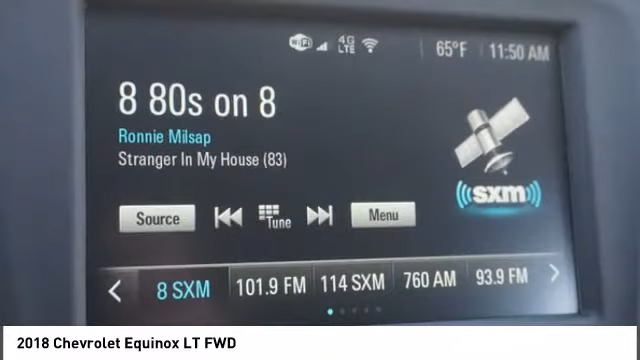 WiFi 4G LTE 65°F 11:50 AM
8 80s on 8
Ronnie Milsap
Stranger In My House (83)
((sxm))
Source Tune Menu
8 SXM 101.9 FM 114 SXM 760 AM 93.9 FM
2018 Chevrolet Equinox LT FWD